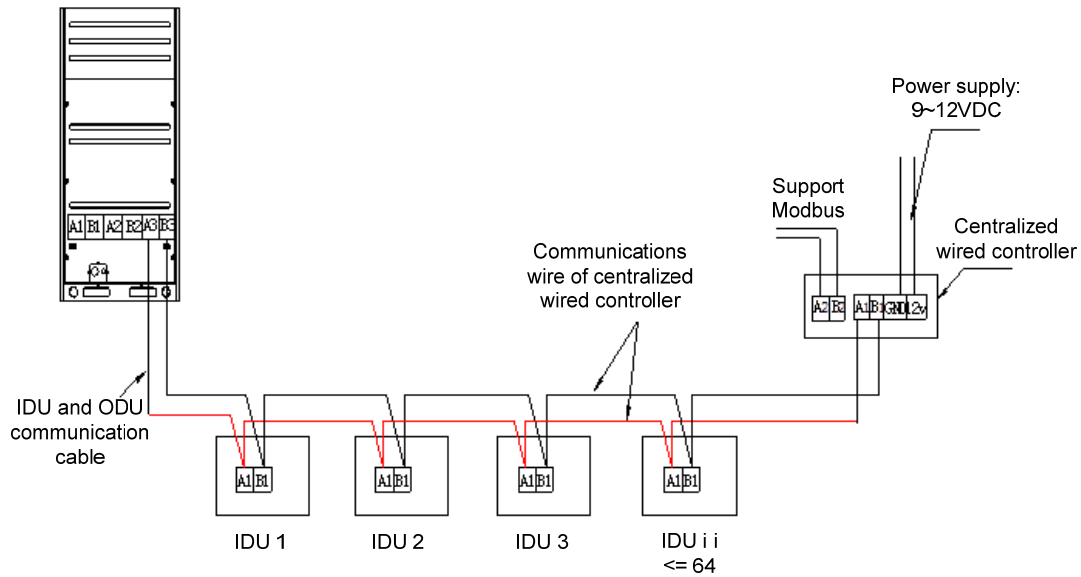 Power supply:
9~12VDC
Support
Modbus
Centralized
wired controller
Communications
wire of centralized
wired controller
A1 B1 A2 B2 A3 B3
A2 B2 A1 B1 GND 12v
IDU and ODU
communication
cable
A1 B1
A1 B1
A1 B1
A1 B1
IDU 1
IDU 2
IDU 3
IDU i i
<= 64